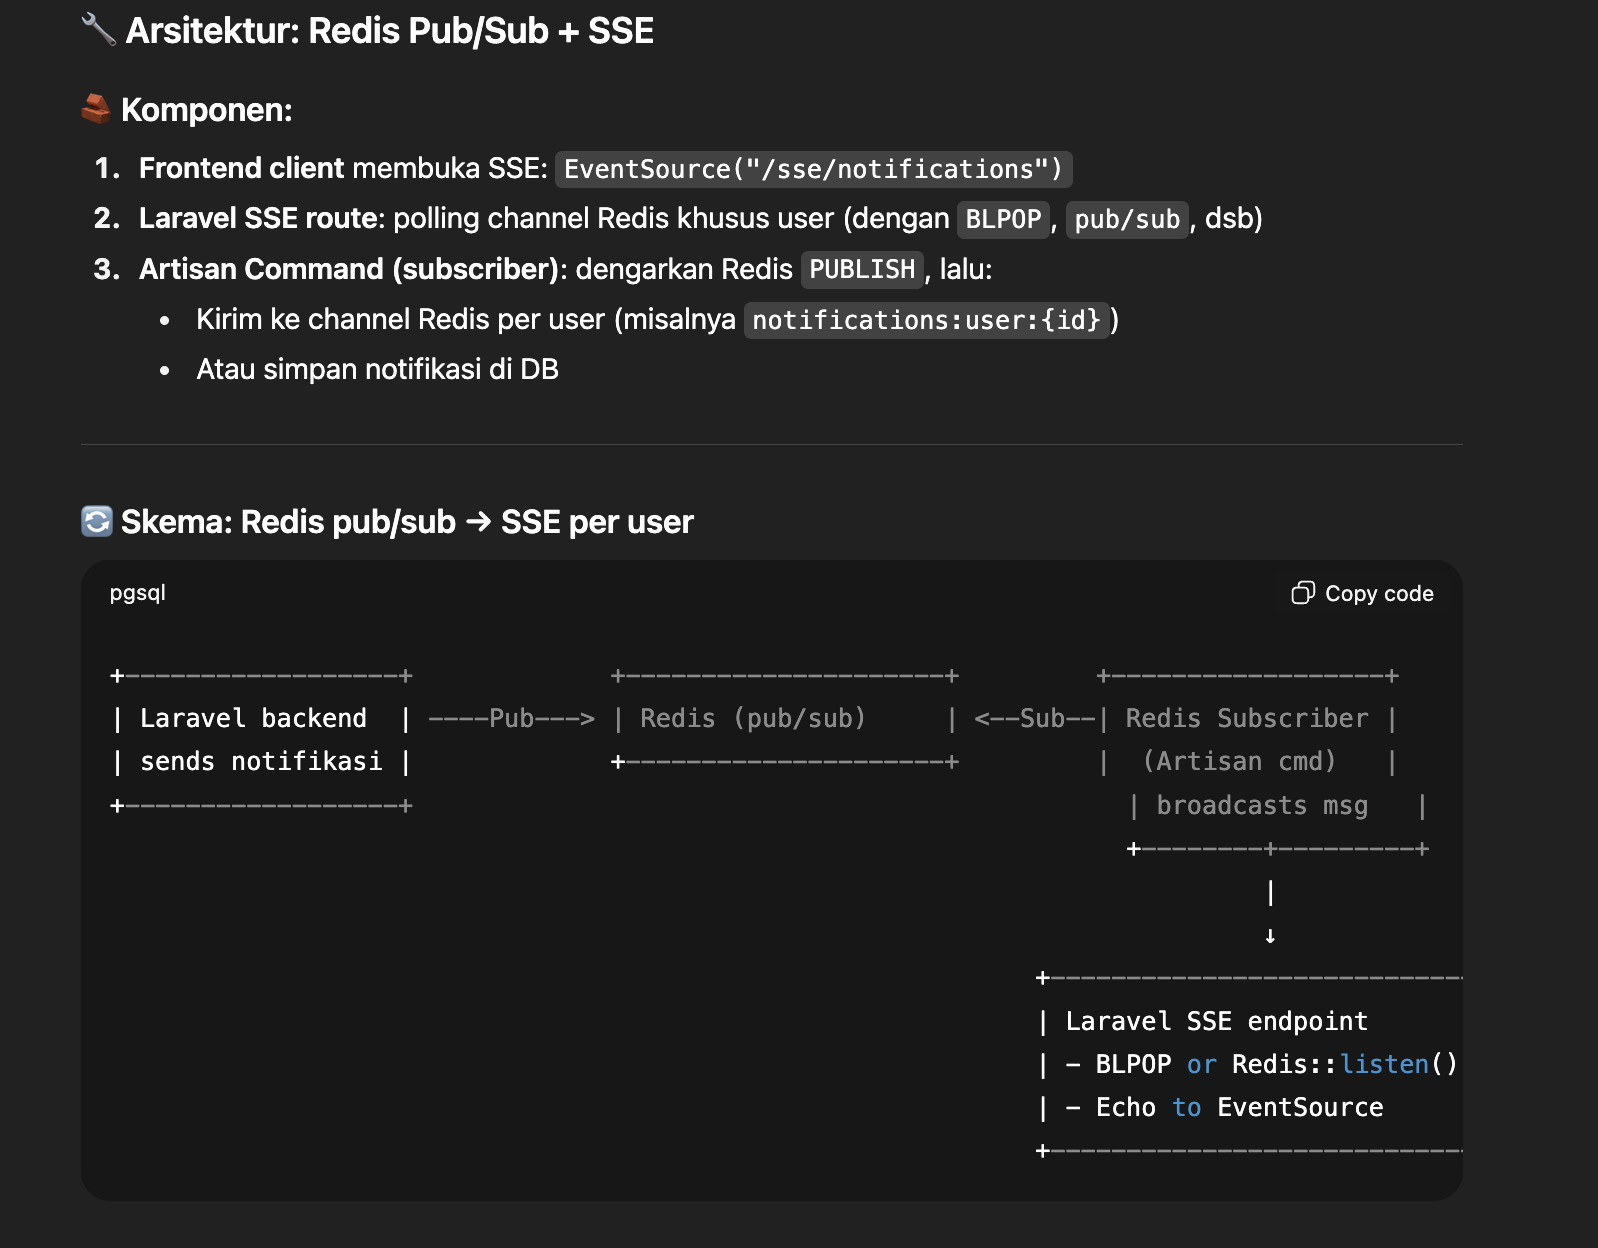 🔧 Arsitektur: Redis Pub/Sub + SSE
🧱 Komponen:
1. Frontend client membuka SSE: EventSource("/sse/notifications")
2. Laravel SSE route: polling channel Redis khusus user (dengan BLPOP, pub/sub, dsb)
3. Artisan Command (subscriber): dengarkan Redis PUBLISH, lalu:
• Kirim ke channel Redis per user (misalnya notifications:user:{id})
• Atau simpan notifikasi di DB
🔄 Skema: Redis pub/sub → SSE per user
pgsql Copy code
+------------------+             +----------------------+         +------------------+
| Laravel backend  | ----Pub---> | Redis (pub/sub)     | <--Sub--| Redis Subscriber |
| sends notifikasi |             +---------------------+         |  (Artisan cmd)   |
+------------------+                                               | broadcasts msg   |
                                                                   +--------+---------+
                                                                            |
                                                                            ↓
                                                             +----------------------------
                                                             | Laravel SSE endpoint
                                                             | - BLPOP or Redis::listen()
                                                             | - Echo to EventSource
                                                             +----------------------------